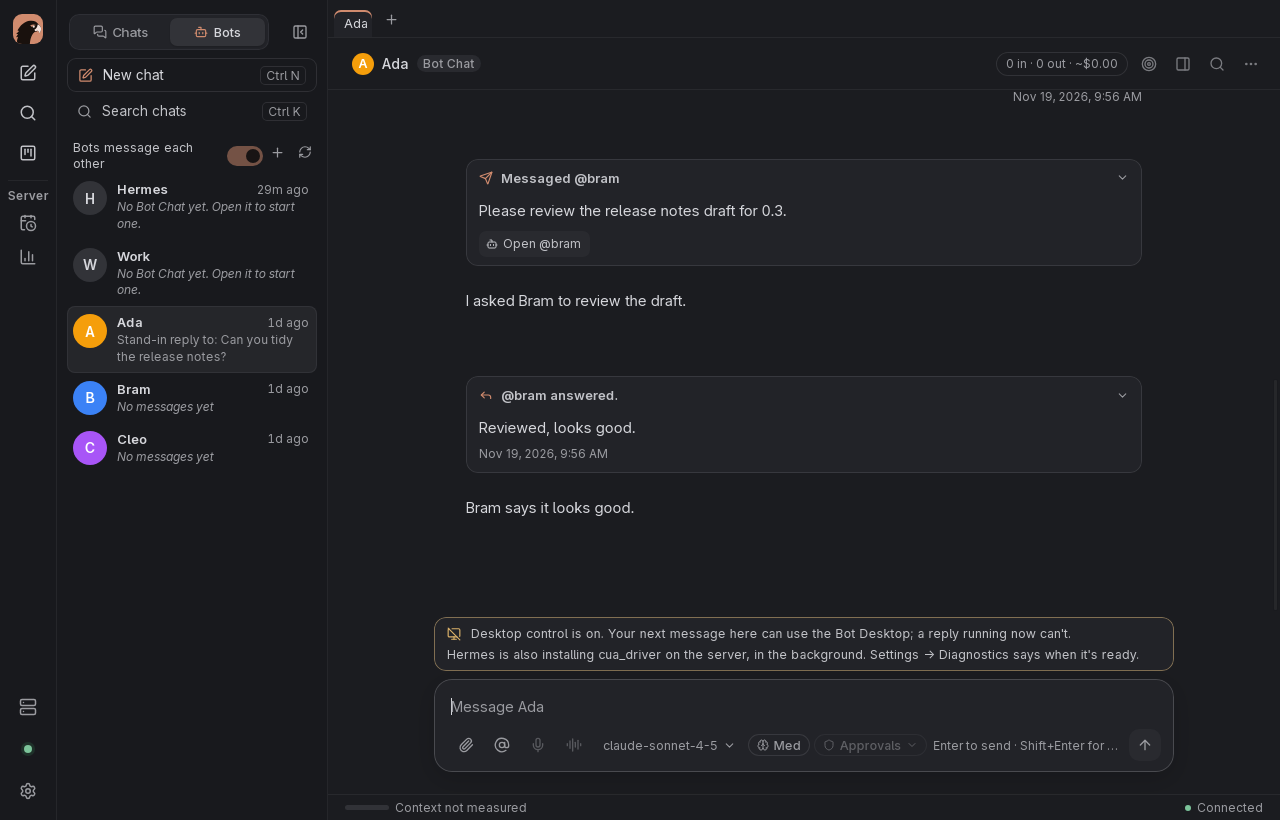 Chats
Bots
New chat
Ctrl N
Search chats
Ctrl K
Bots message each
other
Server
H
Hermes
29m ago
No Bot Chat yet. Open it to start
one.
W
Work
No Bot Chat yet. Open it to start
one.
A
Ada
1d ago
Stand-in reply to: Can you tidy
the release notes?
B
Bram
1d ago
No messages yet
C
Cleo
1d ago
No messages yet
Ada
A
Ada
Bot Chat
0 in · 0 out · ~$0.00
Nov 19, 2026, 9:56 AM
Messaged @bram
Please review the release notes draft for 0.3.
Open @bram
I asked Bram to review the draft.
@bram answered.
Reviewed, looks good.
Nov 19, 2026, 9:56 AM
Bram says it looks good.
Desktop control is on. Your next message here can use the Bot Desktop; a reply running now can't.
Hermes is also installing cua_driver on the server, in the background. Settings → Diagnostics says when it's ready.
Message Ada
claude-sonnet-4-5
Med
Approvals
Enter to send · Shift+Enter for …
Context not measured
Connected